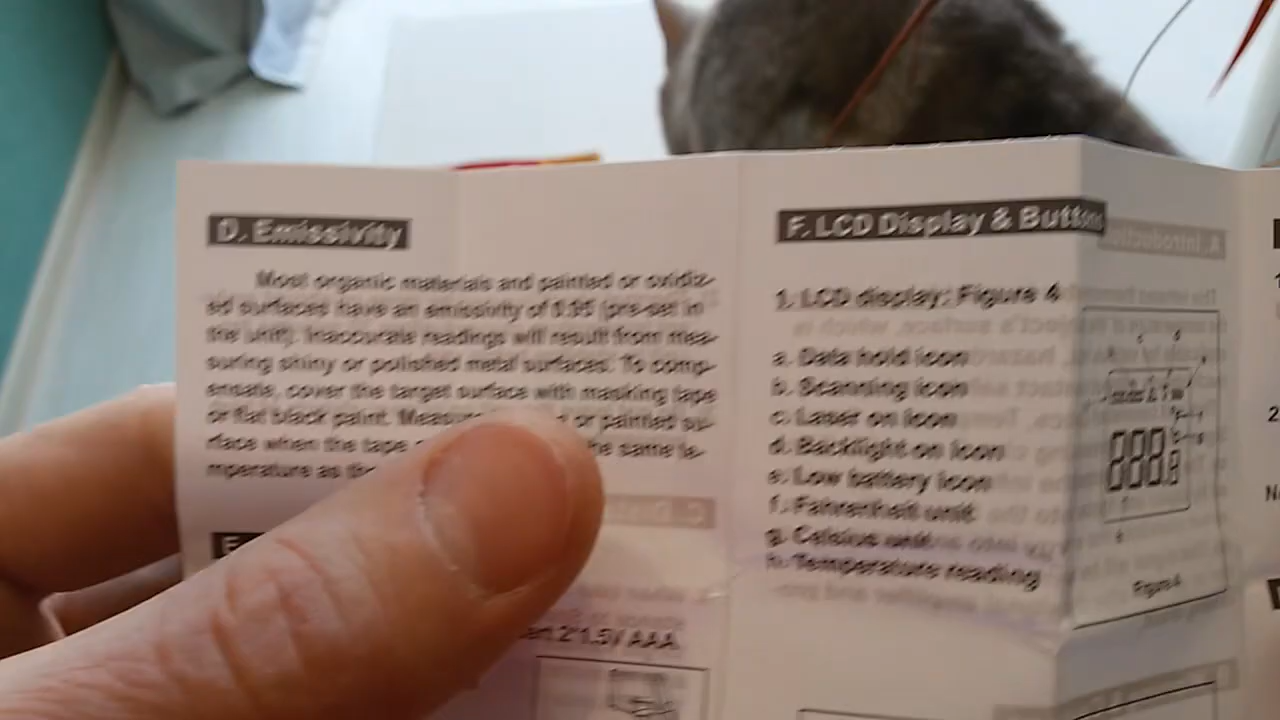 D. Emissivity
Most organic materials and painted or oxidiz-
ed surfaces have an emissivity of 0.95 (pre-set in
the unit). Inaccurate readings will result from mea-
suring shiny or polished metal surfaces. To comp-
ensate, cover the target surface with masking tape
or flat black paint. Measure or painted su-
rface when the tape the same te-
mperature as the
E
2*1.5V AAA.
F. LCD Display & Buttons
1. LCD display: Figure 4
a. Data hold icon
b. Scanning icon
c. Laser on icon
d. Backlight on icon
e. Low battery icon
f. Fahrenheit unit
g. Celsius unit
h. Temperature reading
Figure 4